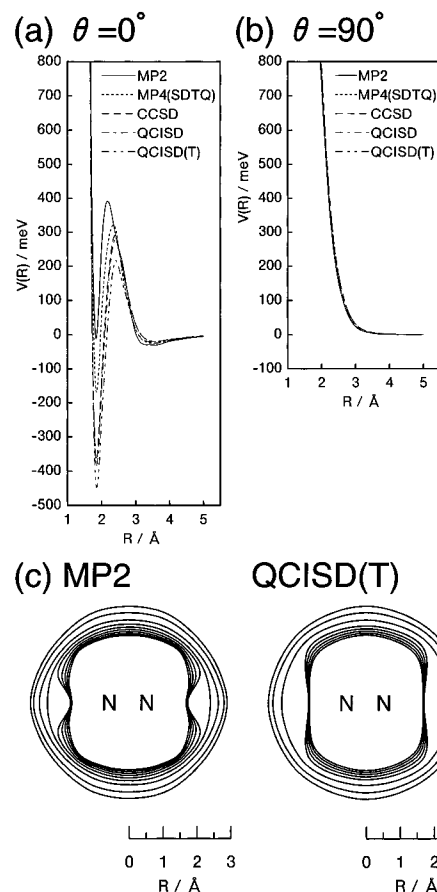 (a) θ =0°
(b) θ =90°
800
700
600
500
400
300
200
100
0
-100
-200
-300
-400
-500
V(R) / meV
MP2
MP4(SDTQ)
CCSD
QCISD
QCISD(T)
1 2 3 4 5
R / Å
800
700
600
500
400
300
200
100
0
-100
V(R) / meV
MP2
MP4(SDTQ)
CCSD
QCISD
QCISD(T)
1 2 3 4 5
R / Å
(c) MP2
QCISD(T)
N N
N N
0 1 2 3
R / Å
0 1 2
R / Å